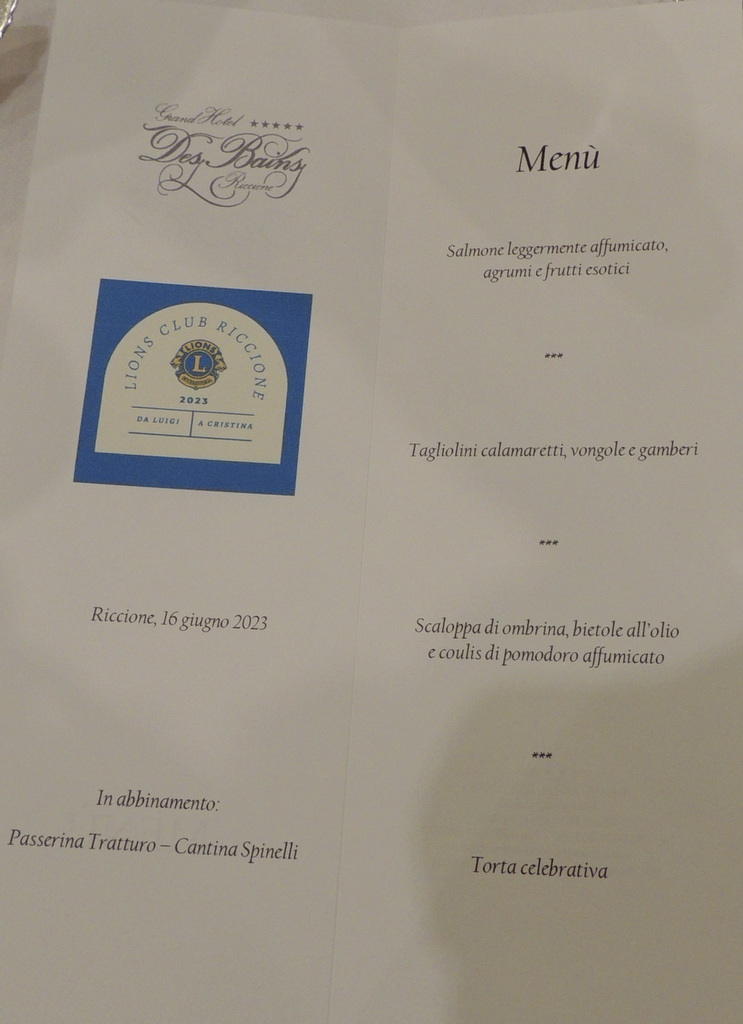 Grand Hotel *****
Des Bains
Riccione
LIONS CLUB RICCIONE
LIONS
L
INTERNATIONAL
2023
DA LUIGI A CRISTINA
Riccione, 16 giugno 2023
In abbinamento:
Passerina Tratturo – Cantina Spinelli
Menù
Salmone leggermente affumicato,
agrumi e frutti esotici
***
Tagliolini calamaretti, vongole e gamberi
***
Scaloppa di ombrina, bietole all'olio
e coulis di pomodoro affumicato
***
Torta celebrativa